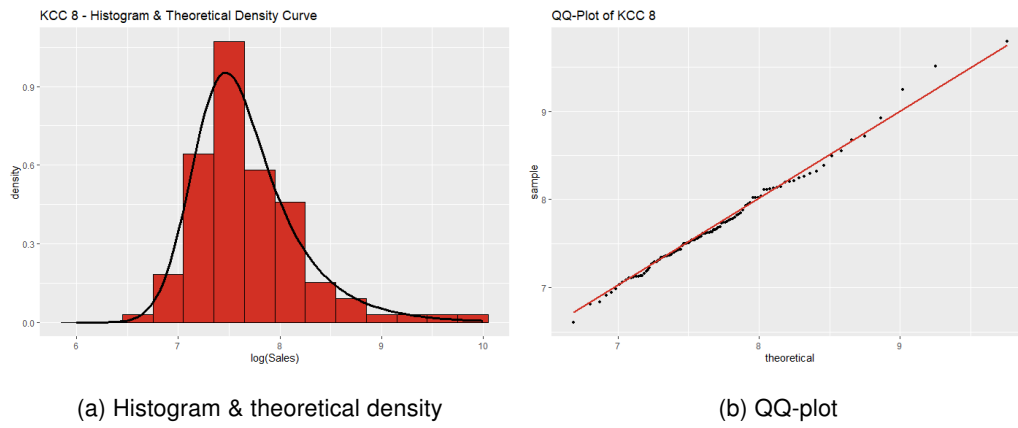 KCC 8 - Histogram & Theoretical Density Curve
0.9
0.6
0.3
0.0
density
6 7 8 9 10
log(Sales)
(a) Histogram & theoretical density
QQ-Plot of KCC 8
9
8
7
sample
7 8 9
theoretical
(b) QQ-plot